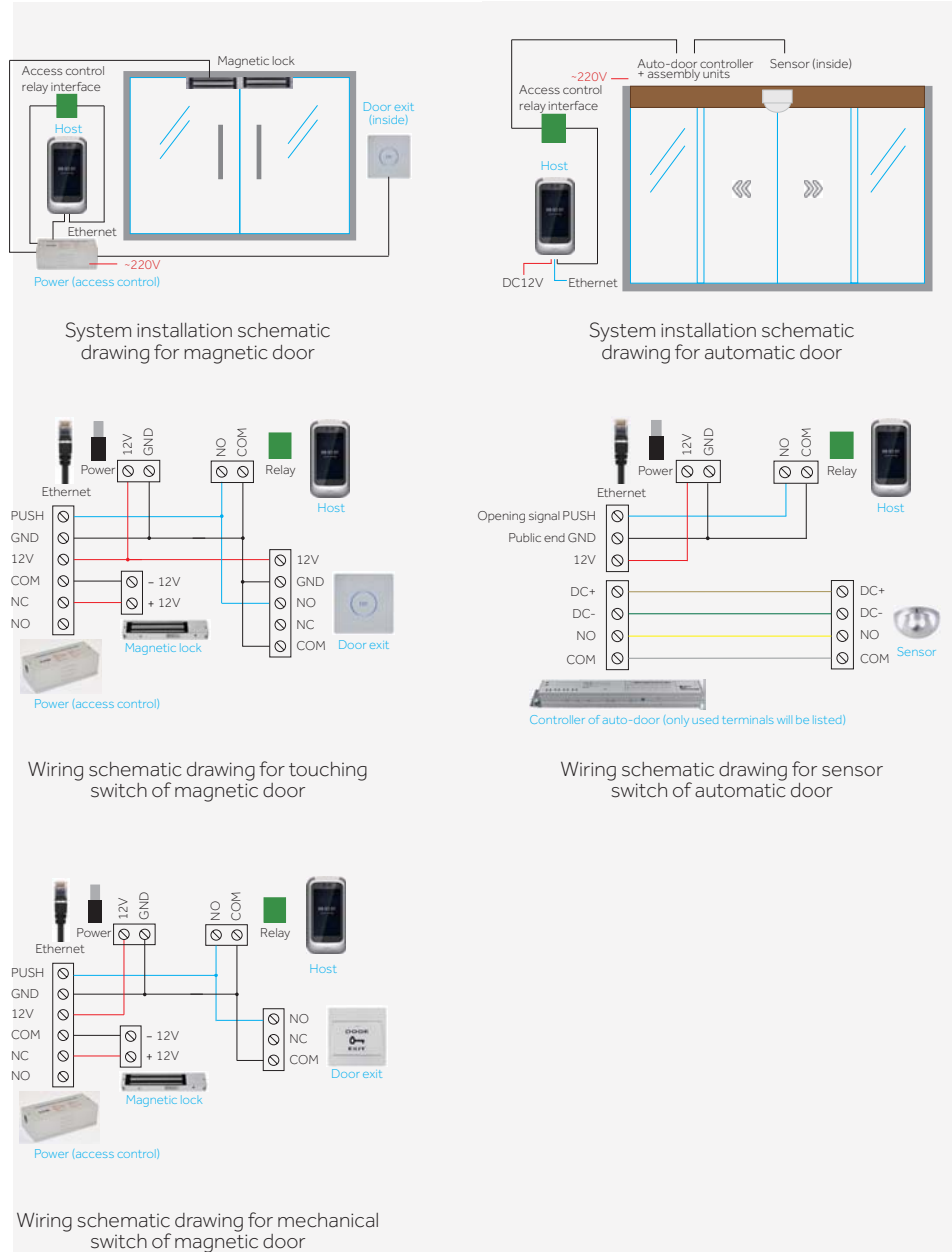 Magnetic lock
Access control
relay interface
Host
Door exit
(inside)
Ethernet
~220V
Power (access control)
System installation schematic
drawing for magnetic door
Auto-door controller
+ assembly units
Sensor (inside)
~220V
Access control
relay interface
Host
DC12V
Ethernet
System installation schematic
drawing for automatic door
12V
GND
NO
COM
Power
Relay
Ethernet
Host
PUSH
GND
12V
COM
NC
NO
– 12V
+ 12V
12V
GND
NO
NC
COM
Magnetic lock
Door exit
Power (access control)
Wiring schematic drawing for touching
switch of magnetic door
12V
GND
NO
COM
Power
Relay
Ethernet
Host
Opening signal PUSH
Public end GND
12V
DC+
DC-
NO
COM
DC+
DC-
NO
COM
Sensor
Controller of auto-door (only used terminals will be listed)
Wiring schematic drawing for sensor
switch of automatic door
12V
GND
NO
COM
Power
Relay
Ethernet
Host
PUSH
GND
12V
COM
NC
NO
– 12V
+ 12V
NO
NC
COM
DOOR
EXIT
Magnetic lock
Door exit
Power (access control)
Wiring schematic drawing for mechanical
switch of magnetic door